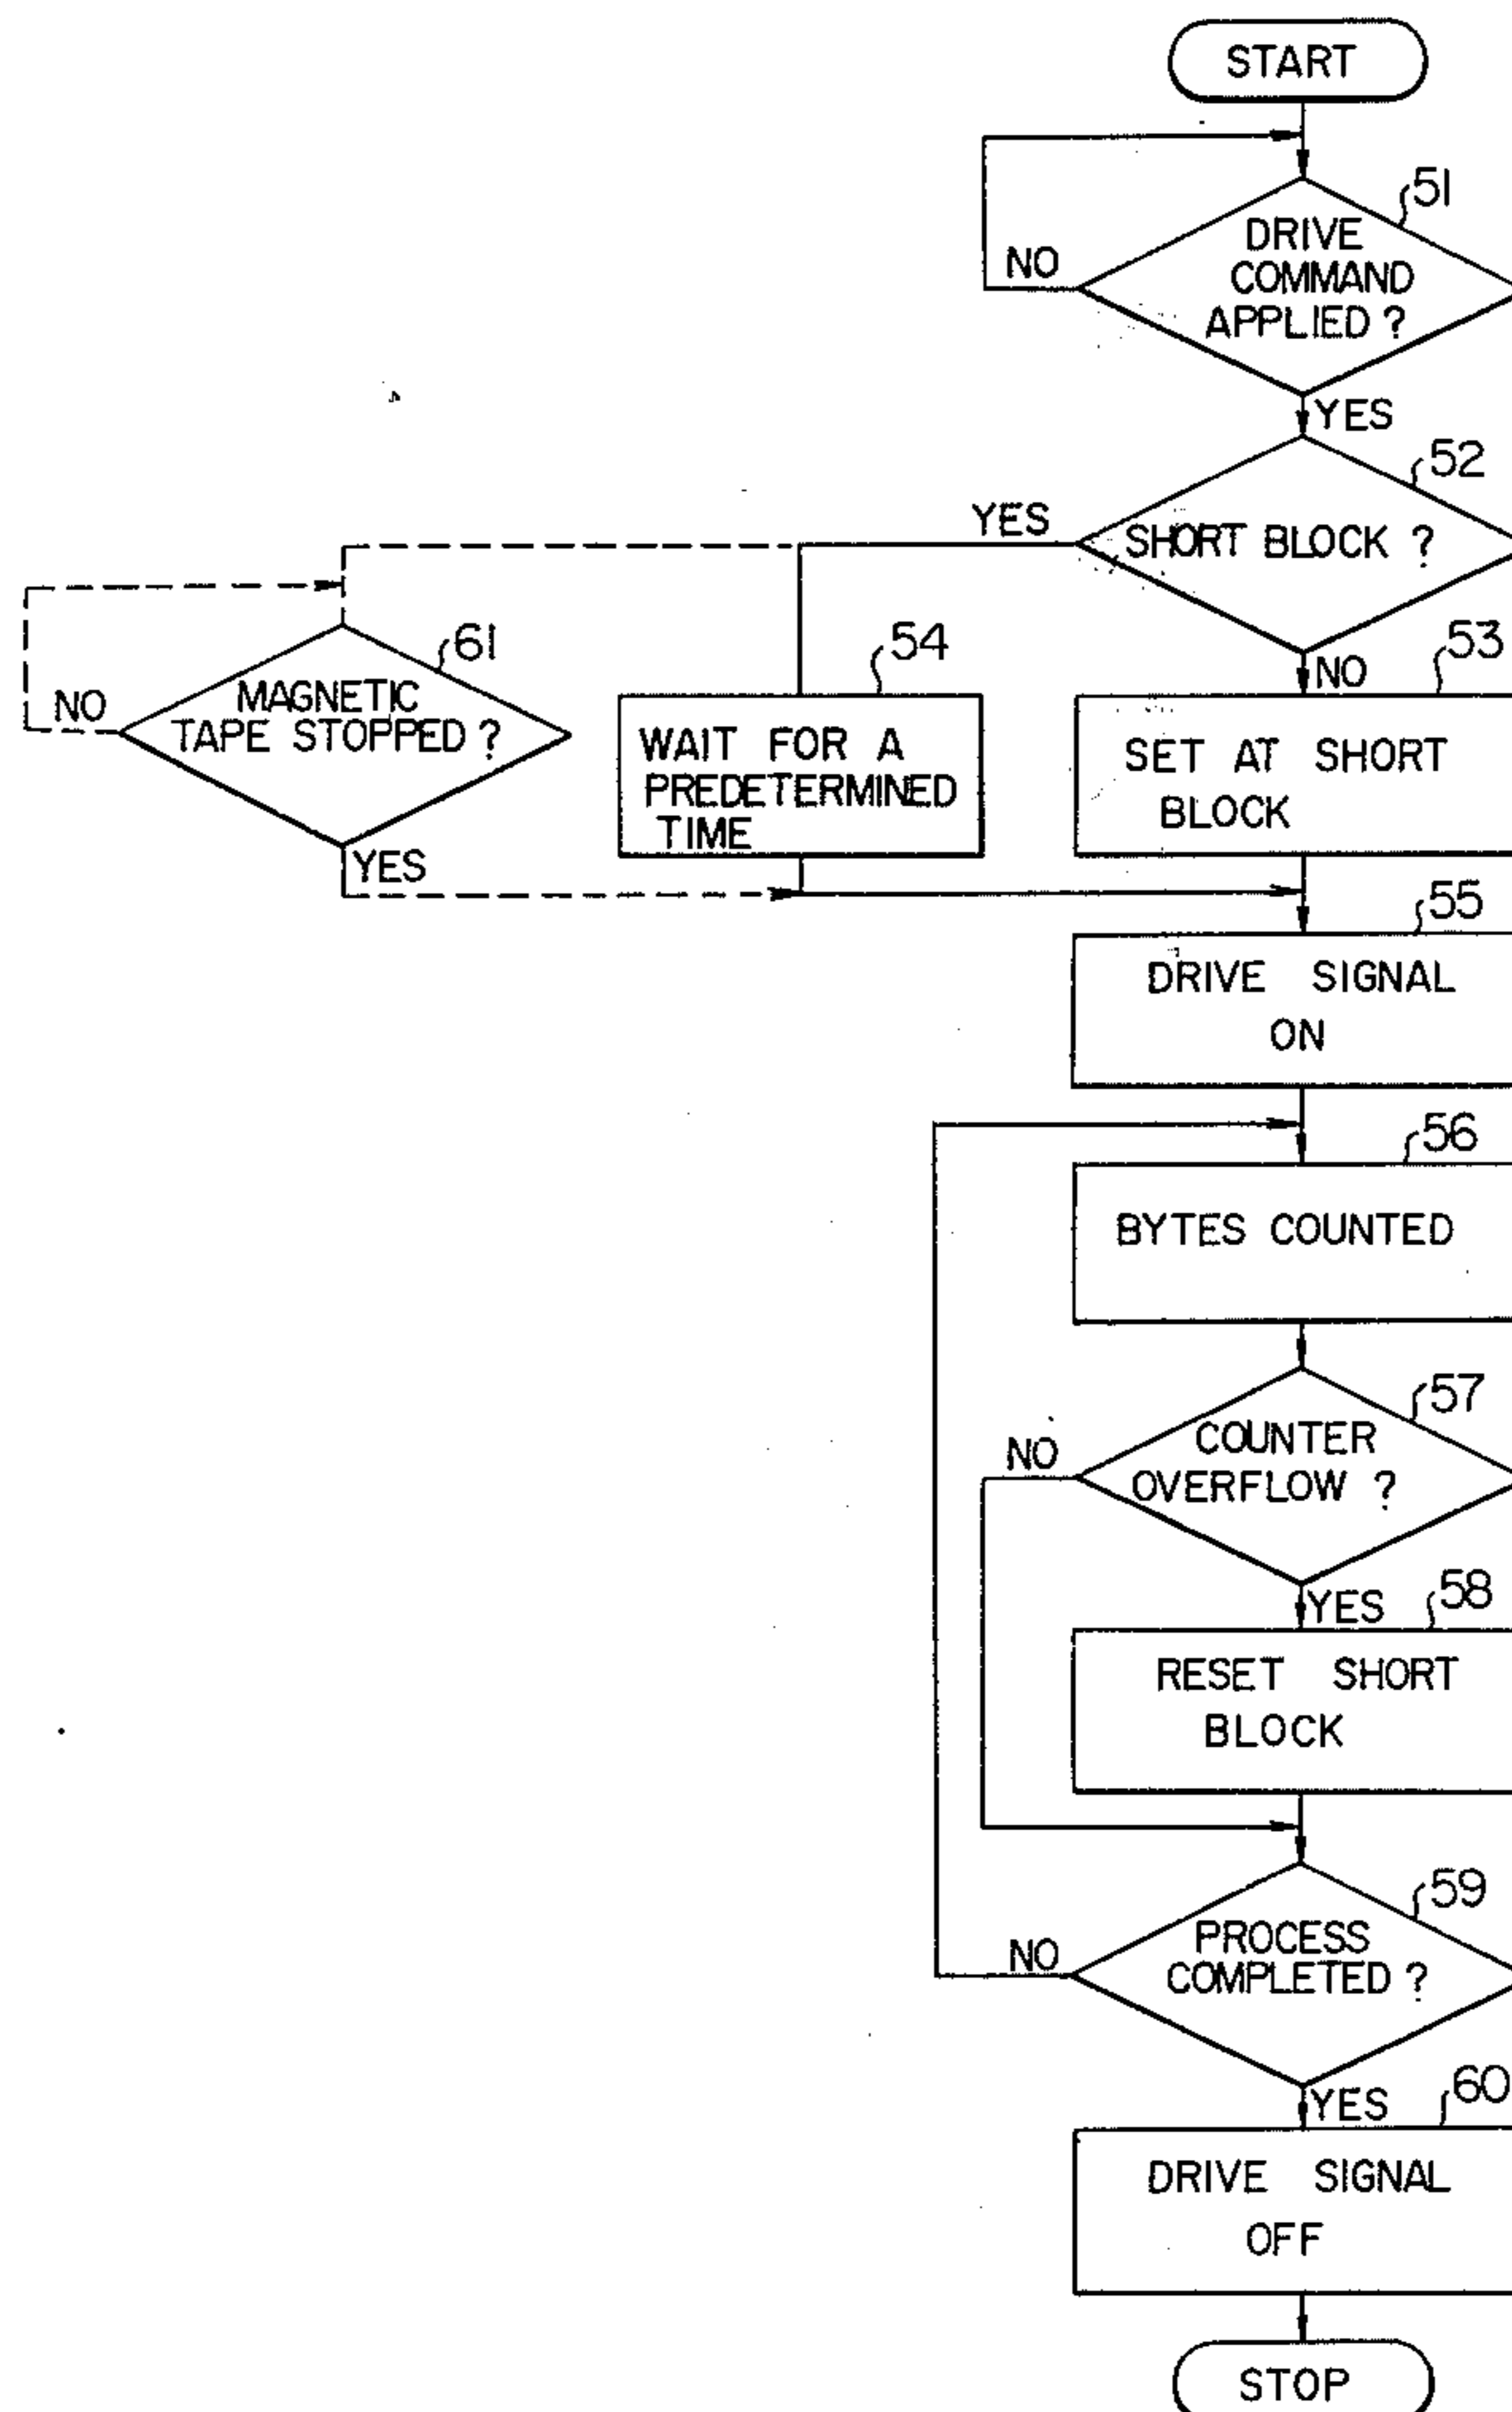 START
51
DRIVE
COMMAND
APPLIED ?
NO
YES
52
SHORT BLOCK ?
YES
NO
61
MAGNETIC
TAPE STOPPED ?
NO
YES
54
WAIT FOR A
PREDETERMINED
TIME
53
SET AT SHORT
BLOCK
55
DRIVE SIGNAL
ON
56
BYTES COUNTED
57
COUNTER
OVERFLOW ?
NO
YES
58
RESET SHORT
BLOCK
59
PROCESS
COMPLETED ?
NO
YES
60
DRIVE SIGNAL
OFF
STOP